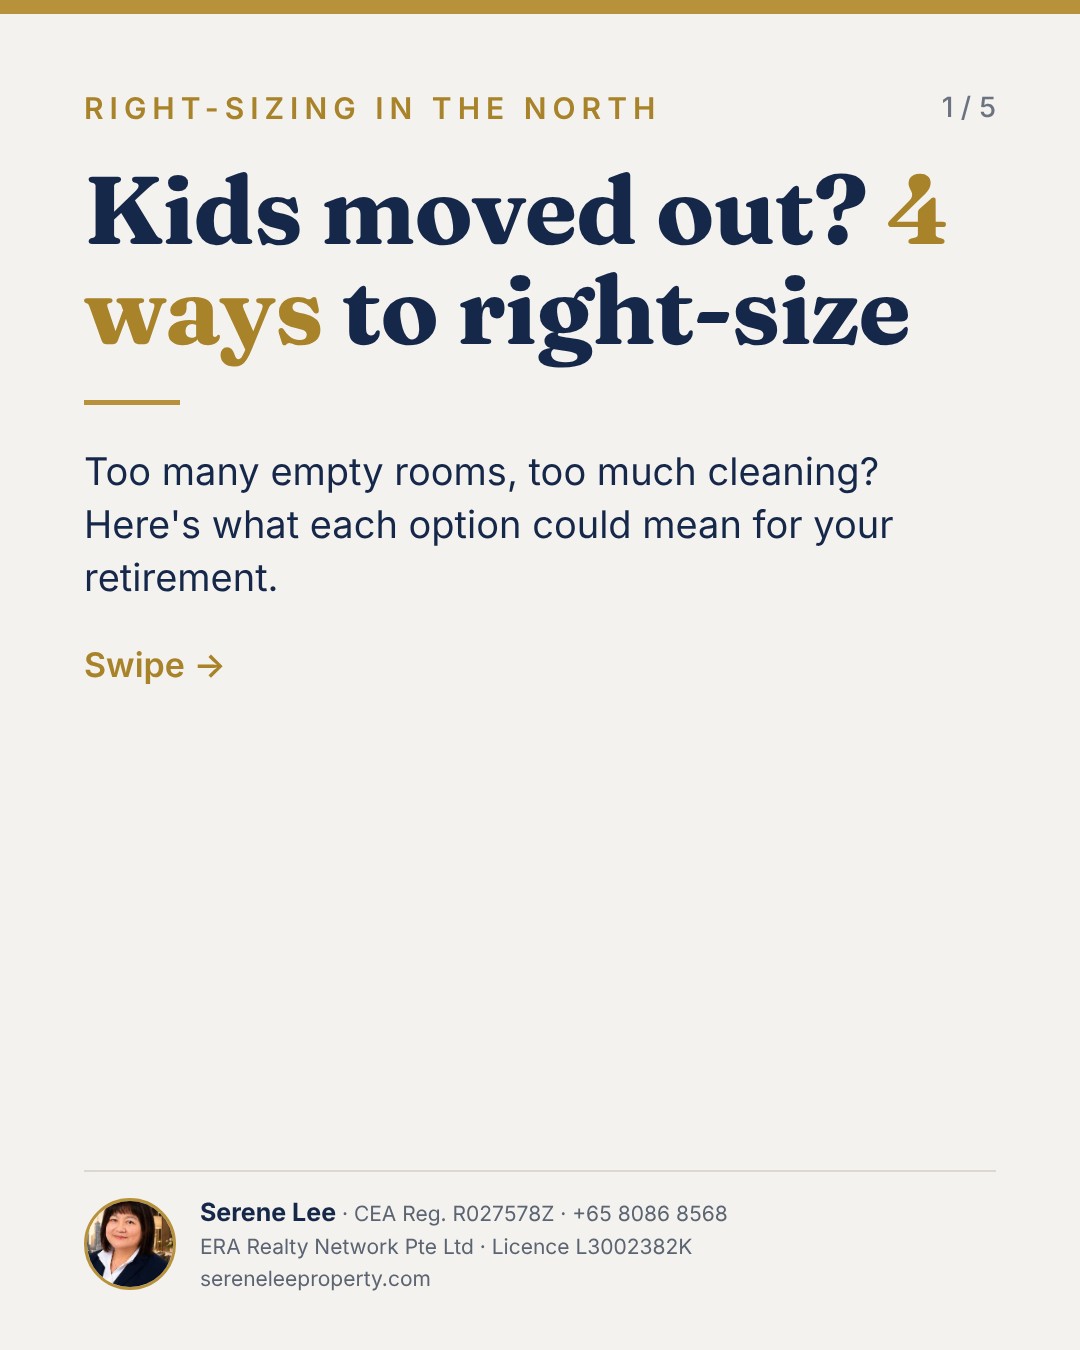 RIGHT-SIZING IN THE NORTH
1 / 5
Kids moved out? 4
ways to right-size
Too many empty rooms, too much cleaning?
Here's what each option could mean for your
retirement.
Swipe →
Serene Lee · CEA Reg. R027578Z · +65 8086 8568
ERA Realty Network Pte Ltd · Licence L3002382K
sereneleeproperty.com